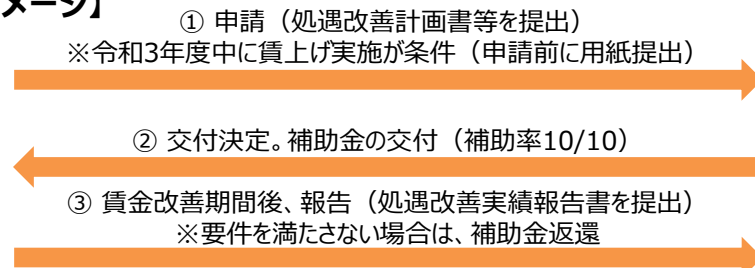 メージ】
① 申請（処遇改善計画書等を提出）
※令和3年度中に賃上げ実施が条件（申請前に用紙提出）
② 交付決定。補助金の交付（補助率10/10）
③ 賃金改善期間後、報告（処遇改善実績報告書を提出）
※要件を満たさない場合は、補助金返還